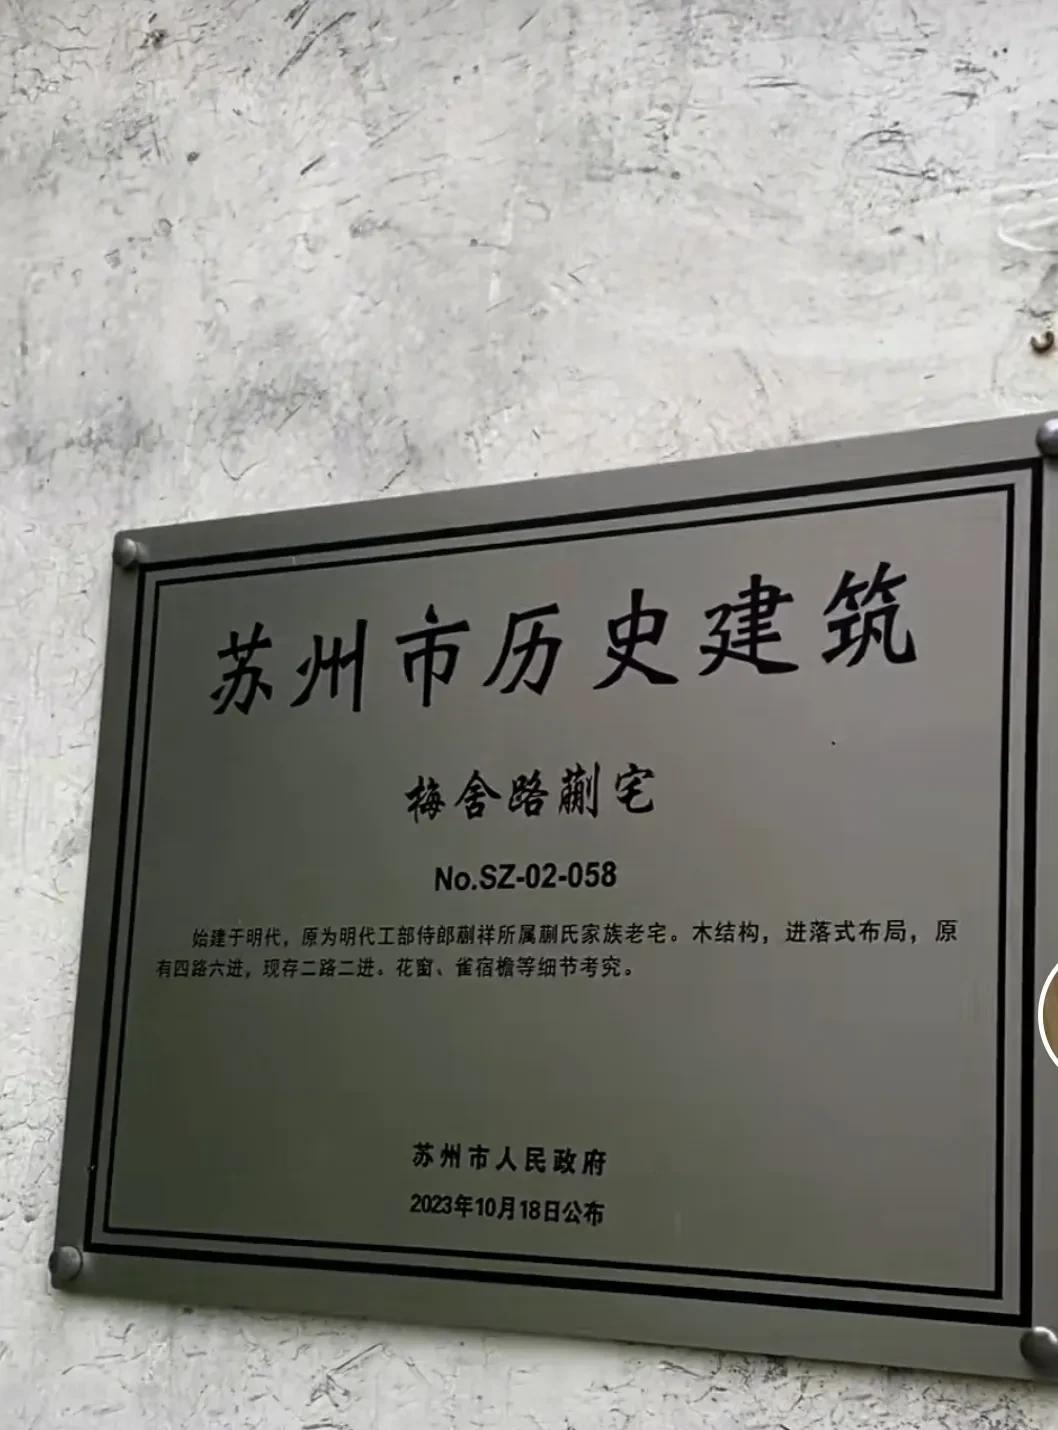 苏州市历史建筑
梅舍路蒯宅
No.SZ-02-058
始建于明代，原为明代工部侍郎蒯祥所属蒯氏家族老宅。木结构，进落式布局，原
有四路六进，现存二路二进。花窗、雀宿檐等细节考究。
苏州市人民政府
2023年10月18日公布